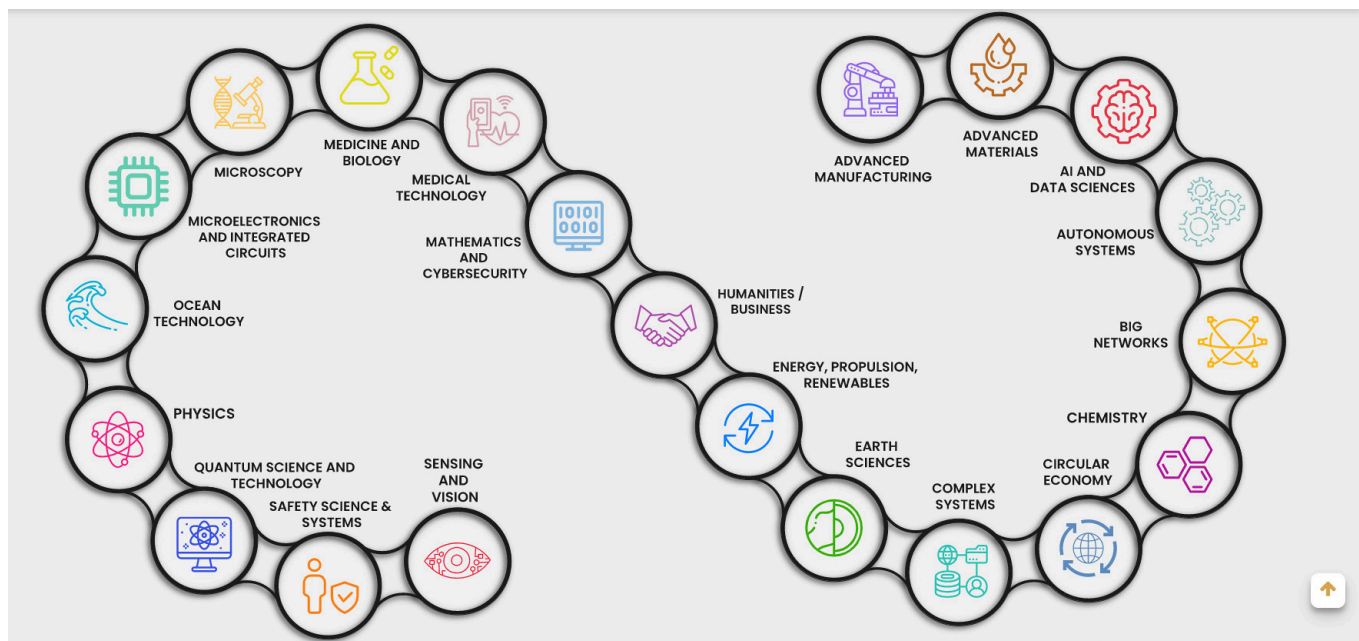 MEDICINE AND
BIOLOGY
MICROSCOPY
MEDICAL
TECHNOLOGY
MICROELECTRONICS
AND INTEGRATED
CIRCUITS
MATHEMATICS
AND
CYBERSECURITY
OCEAN
TECHNOLOGY
PHYSICS
QUANTUM SCIENCE AND
TECHNOLOGY
SAFETY SCIENCE &
SYSTEMS
SENSING
AND
VISION
10101
0010
HUMANITIES /
BUSINESS
ENERGY, PROPULSION,
RENEWABLES
EARTH
SCIENCES
COMPLEX
SYSTEMS
CIRCULAR
ECONOMY
CHEMISTRY
BIG
NETWORKS
AUTONOMOUS
SYSTEMS
AI AND
DATA SCIENCES
ADVANCED
MATERIALS
ADVANCED
MANUFACTURING